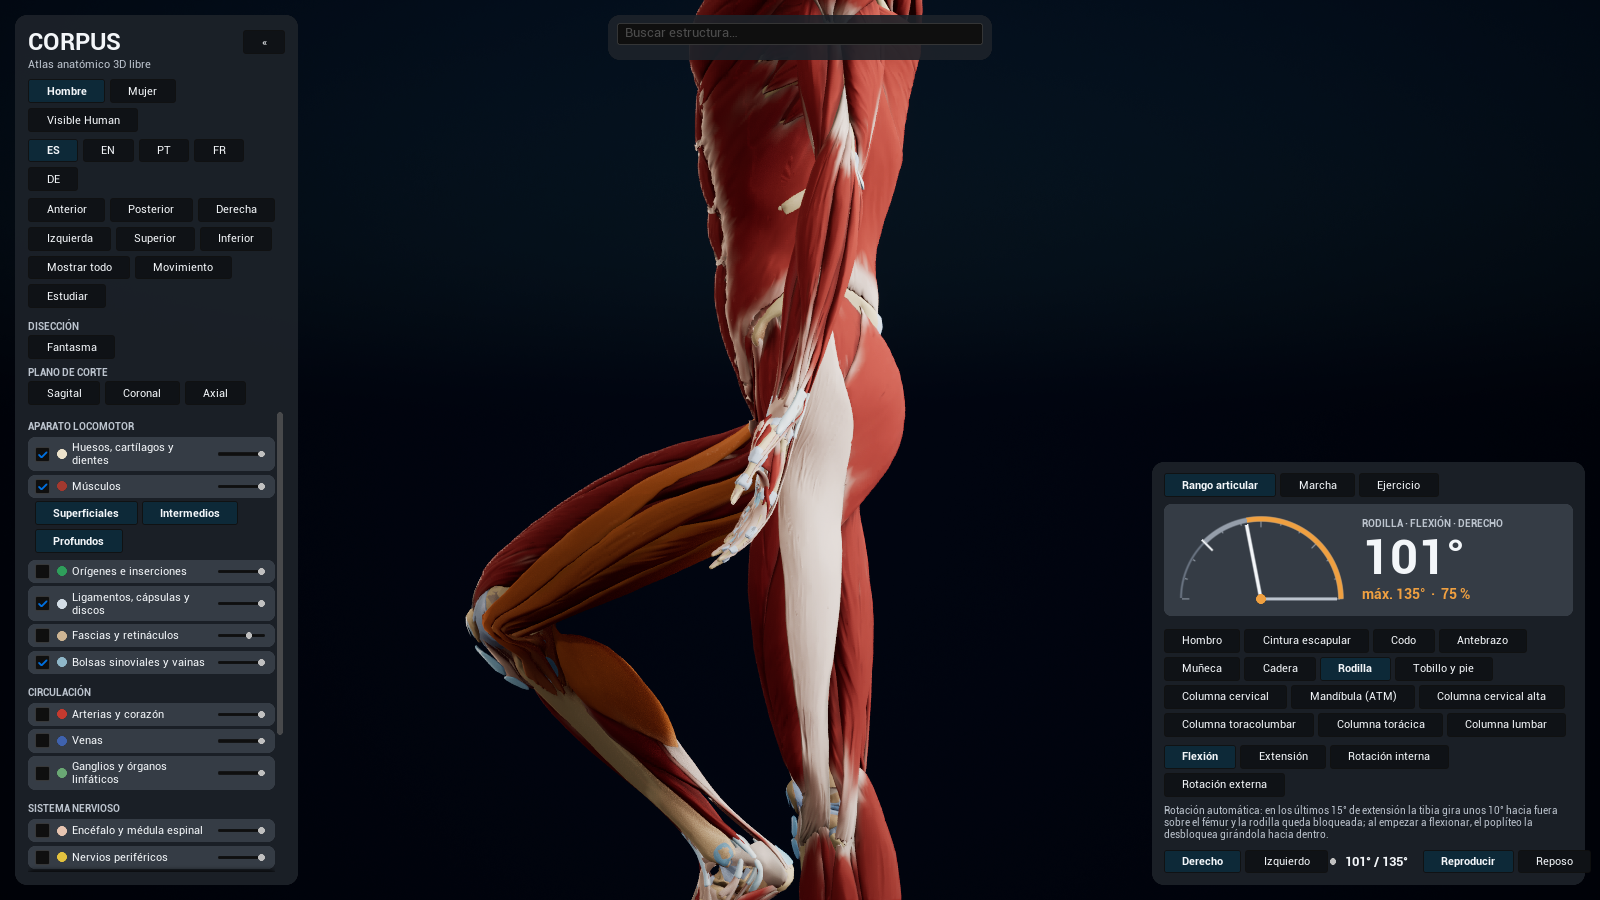 CORPUS
«
Atlas anatómico 3D libre
Hombre Mujer
Visible Human
ES EN PT FR
DE
Anterior Posterior Derecha
Izquierda Superior Inferior
Mostrar todo Movimiento
Estudiar
DISECCIÓN
Fantasma
PLANO DE CORTE
Sagital Coronal Axial
APARATO LOCOMOTOR
Huesos, cartílagos y
dientes
Músculos
Superficiales Intermedios
Profundos
Orígenes e inserciones
Ligamentos, cápsulas y
discos
Fascias y retináculos
Bolsas sinoviales y vainas
CIRCULACIÓN
Arterias y corazón
Venas
Ganglios y órganos
linfáticos
SISTEMA NERVIOSO
Encéfalo y médula espinal
Nervios periféricos
Buscar estructura...
Rango articular Marcha Ejercicio
RODILLA · FLEXIÓN · DERECHO
101°
máx. 135° · 75 %
Hombro Cintura escapular Codo Antebrazo
Muñeca Cadera Rodilla Tobillo y pie
Columna cervical Mandíbula (ATM) Columna cervical alta
Columna toracolumbar Columna torácica Columna lumbar
Flexión Extensión Rotación interna
Rotación externa
Rotación automática: en los últimos 15° de extensión la tibia gira unos 10° hacia fuera
sobre el fémur y la rodilla queda bloqueada; al empezar a flexionar, el poplíteo la
desbloquea girándola hacia dentro.
Derecho Izquierdo 101° / 135° Reproducir Reposo